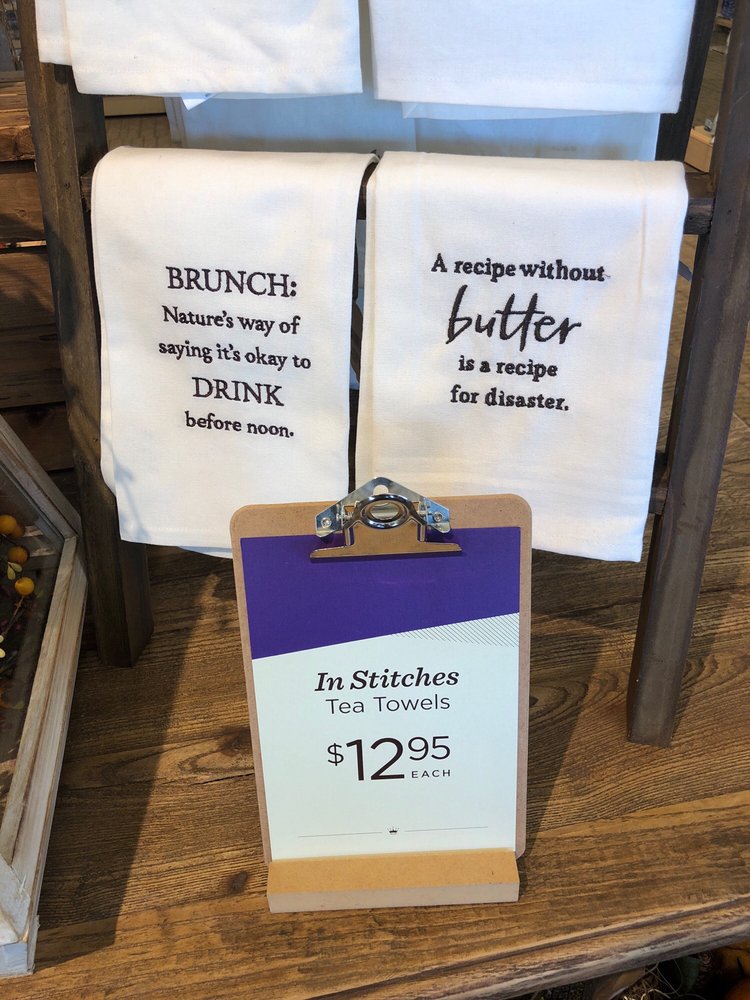 BRUNCH:
Nature's way of
saying it's okay to
DRINK
before noon.
A recipe without
butter
is a recipe
for disaster.
In Stitches
Tea Towels
$12.95
EACH